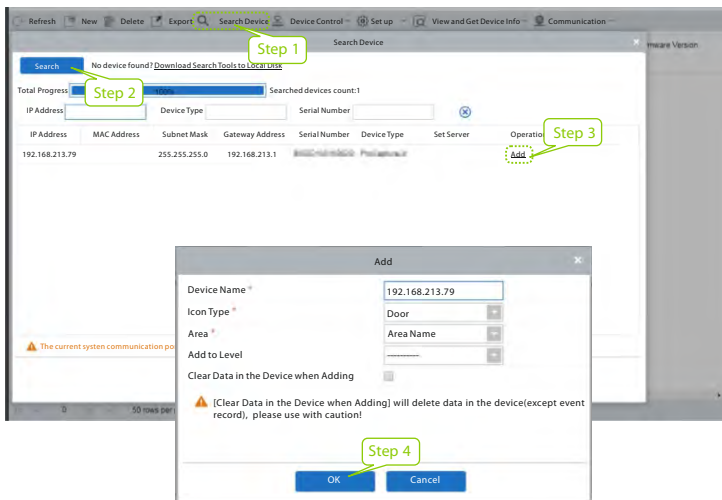 Refresh New Delete Export Search Device Device Control Set up View and Get Device Info Communication
Step 1
Search Device
rmware Version
Search No device found? Download Search Tools to Local Disk
Step 2
Total Progress 100% Searched devices count:1
IP Address Device Type Serial Number
IP Address MAC Address Subnet Mask Gateway Address Serial Number Device Type Set Server Operation
Step 3
192.168.213.79 255.255.255.0 192.168.213.1 Add
Add
Device Name * 192.168.213.79
Icon Type * Door
Area * Area Name
Add to Level ----------
Clear Data in the Device when Adding
The current systen communication po
[Clear Data in the Device when Adding] will delete data in the device(except event
record), please use with caution!
0 50 rows per
Step 4
OK Cancel